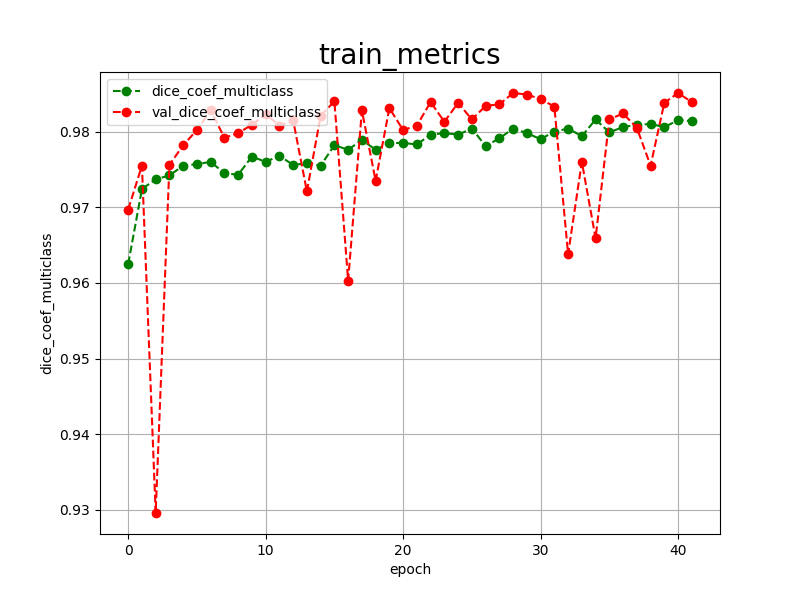 train_metrics
dice_coef_multiclass
val_dice_coef_multiclass
0.98
0.97
0.96
0.95
0.94
0.93
dice_coef_multiclass
0 10 20 30 40
epoch